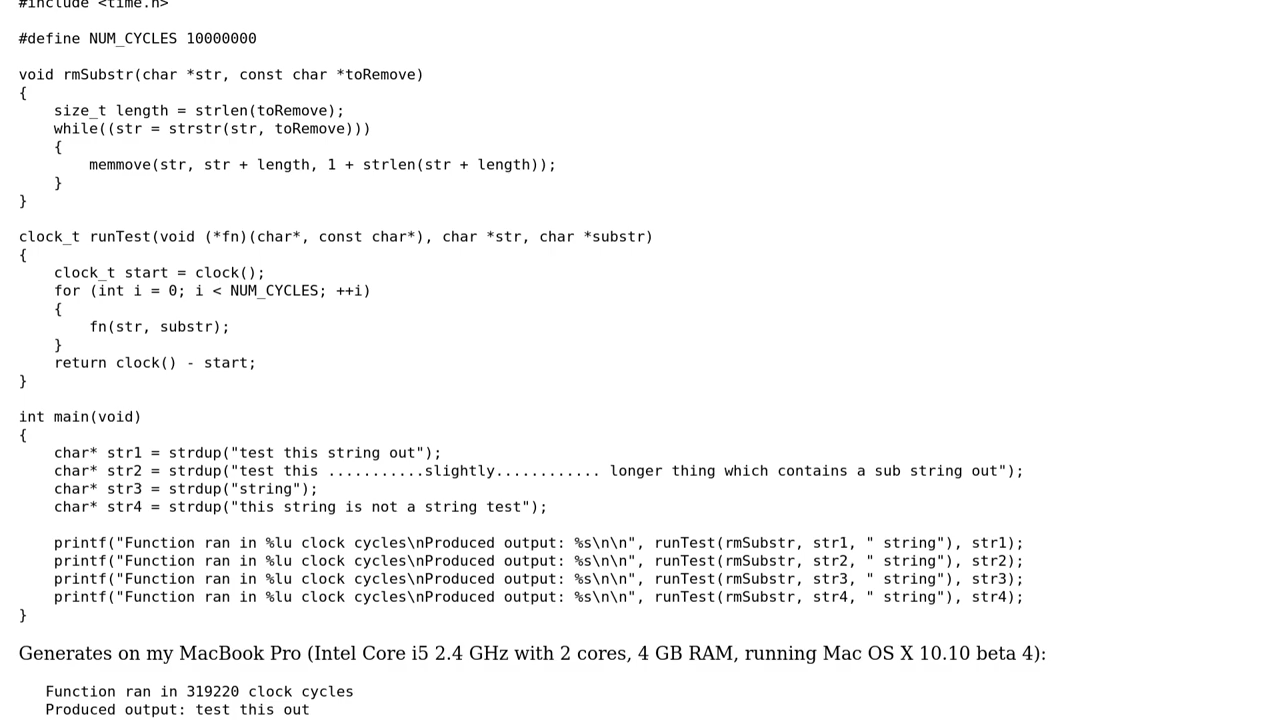 #include <time.h>
#define NUM_CYCLES 10000000
void rmSubstr(char *str, const char *toRemove)
{
    size_t length = strlen(toRemove);
    while((str = strstr(str, toRemove)))
    {
        memmove(str, str + length, 1 + strlen(str + length));
    }
}
clock_t runTest(void (*fn)(char*, const char*), char *str, char *substr)
{
    clock_t start = clock();
    for (int i = 0; i < NUM_CYCLES; ++i)
    {
        fn(str, substr);
    }
    return clock() - start;
}
int main(void)
{
    char* str1 = strdup("test this string out");
    char* str2 = strdup("test this ...........slightly............ longer thing which contains a sub string out");
    char* str3 = strdup("string");
    char* str4 = strdup("this string is not a string test");
    printf("Function ran in %lu clock cycles\nProduced output: %s\n\n", runTest(rmSubstr, str1, " string"), str1);
    printf("Function ran in %lu clock cycles\nProduced output: %s\n\n", runTest(rmSubstr, str2, " string"), str2);
    printf("Function ran in %lu clock cycles\nProduced output: %s\n\n", runTest(rmSubstr, str3, " string"), str3);
    printf("Function ran in %lu clock cycles\nProduced output: %s\n\n", runTest(rmSubstr, str4, " string"), str4);
}
Generates on my MacBook Pro (Intel Core i5 2.4 GHz with 2 cores, 4 GB RAM, running Mac OS X 10.10 beta 4):
Function ran in 319220 clock cycles
Produced output: test this out